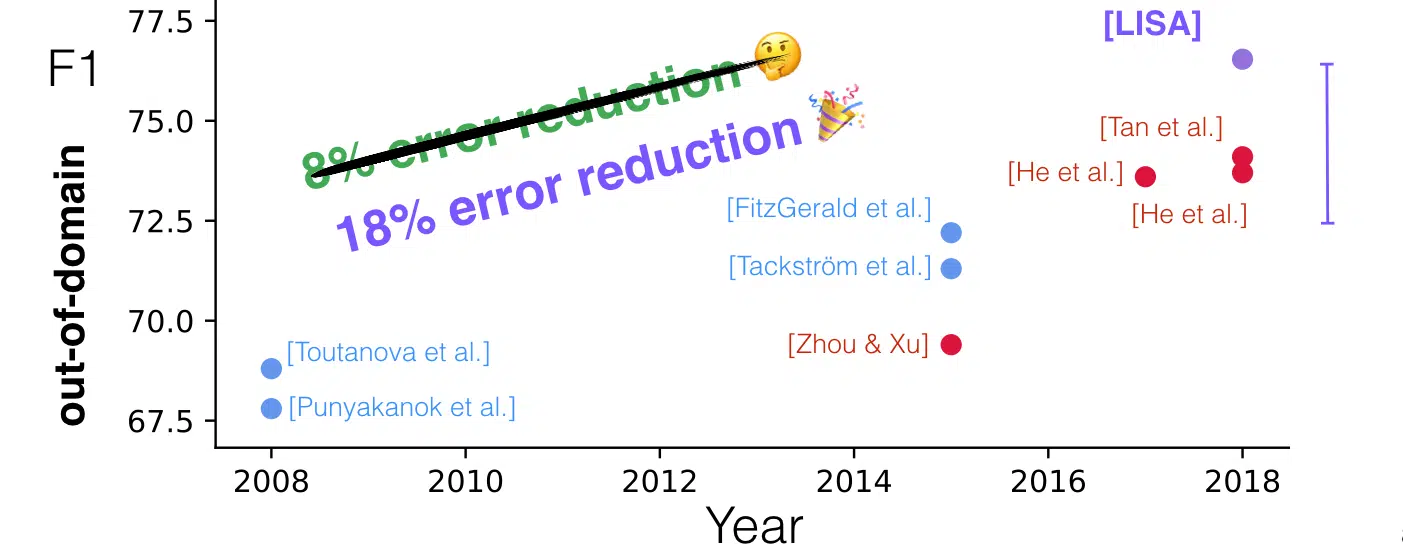 77.5
[LISA]
F1
8% error reduction 🤔
75.0
[Tan et al.]
18% error reduction 🎉
[He et al.]
[FitzGerald et al.]
[He et al.]
72.5
[Tackström et al.]
out-of-domain
70.0
[Zhou & Xu]
[Toutanova et al.]
[Punyakanok et al.]
67.5
2008 2010 2012 2014 2016 2018
Year